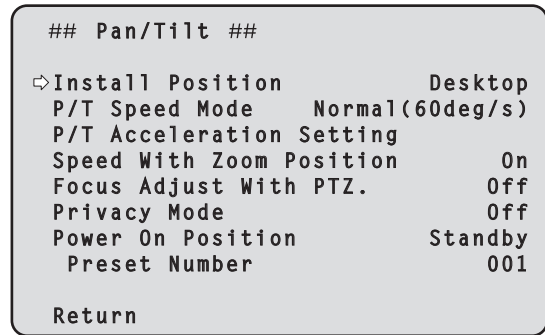 ## Pan/Tilt ##
⇨Install Position Desktop
P/T Speed Mode Normal(60deg/s)
P/T Acceleration Setting
Speed With Zoom Position On
Focus Adjust With PTZ. Off
Privacy Mode Off
Power On Position Standby
Preset Number 001
Return